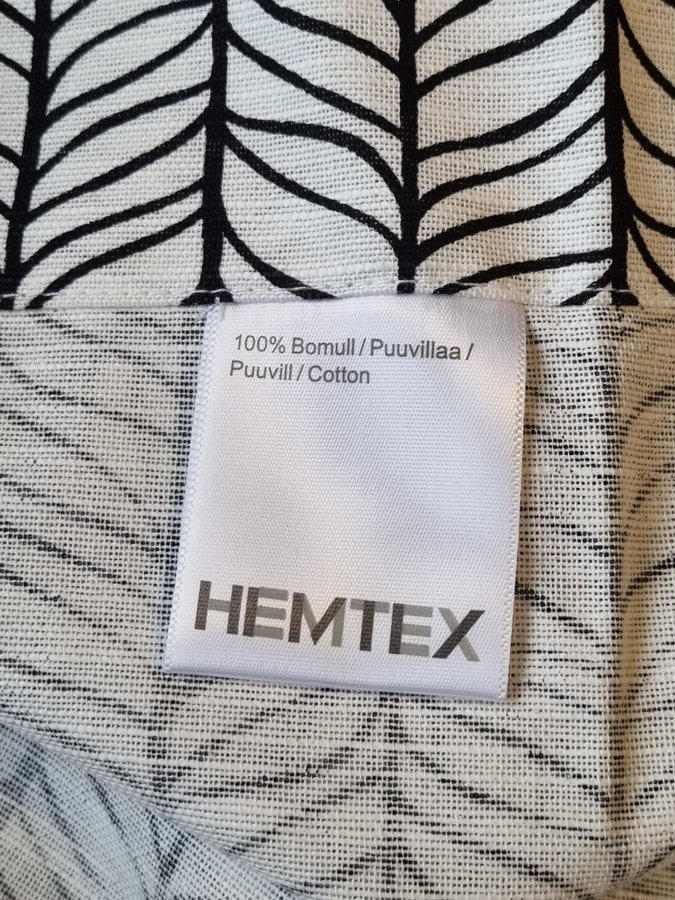 100% Bomull / Puuvillaa /
Puuvill / Cotton
HEMTEX